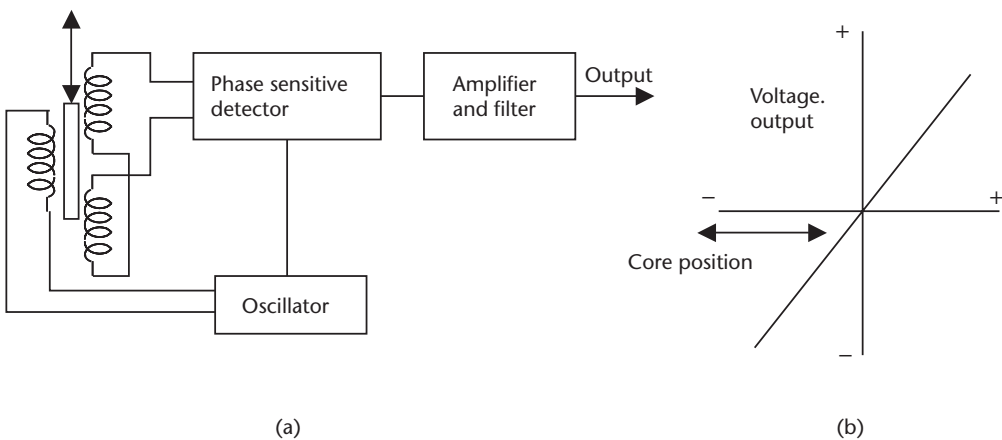 Phase sensitive
detector
Amplifier
and filter
Output
Oscillator
(a)
+
Voltage.
output
−
+
Core position
−
(b)